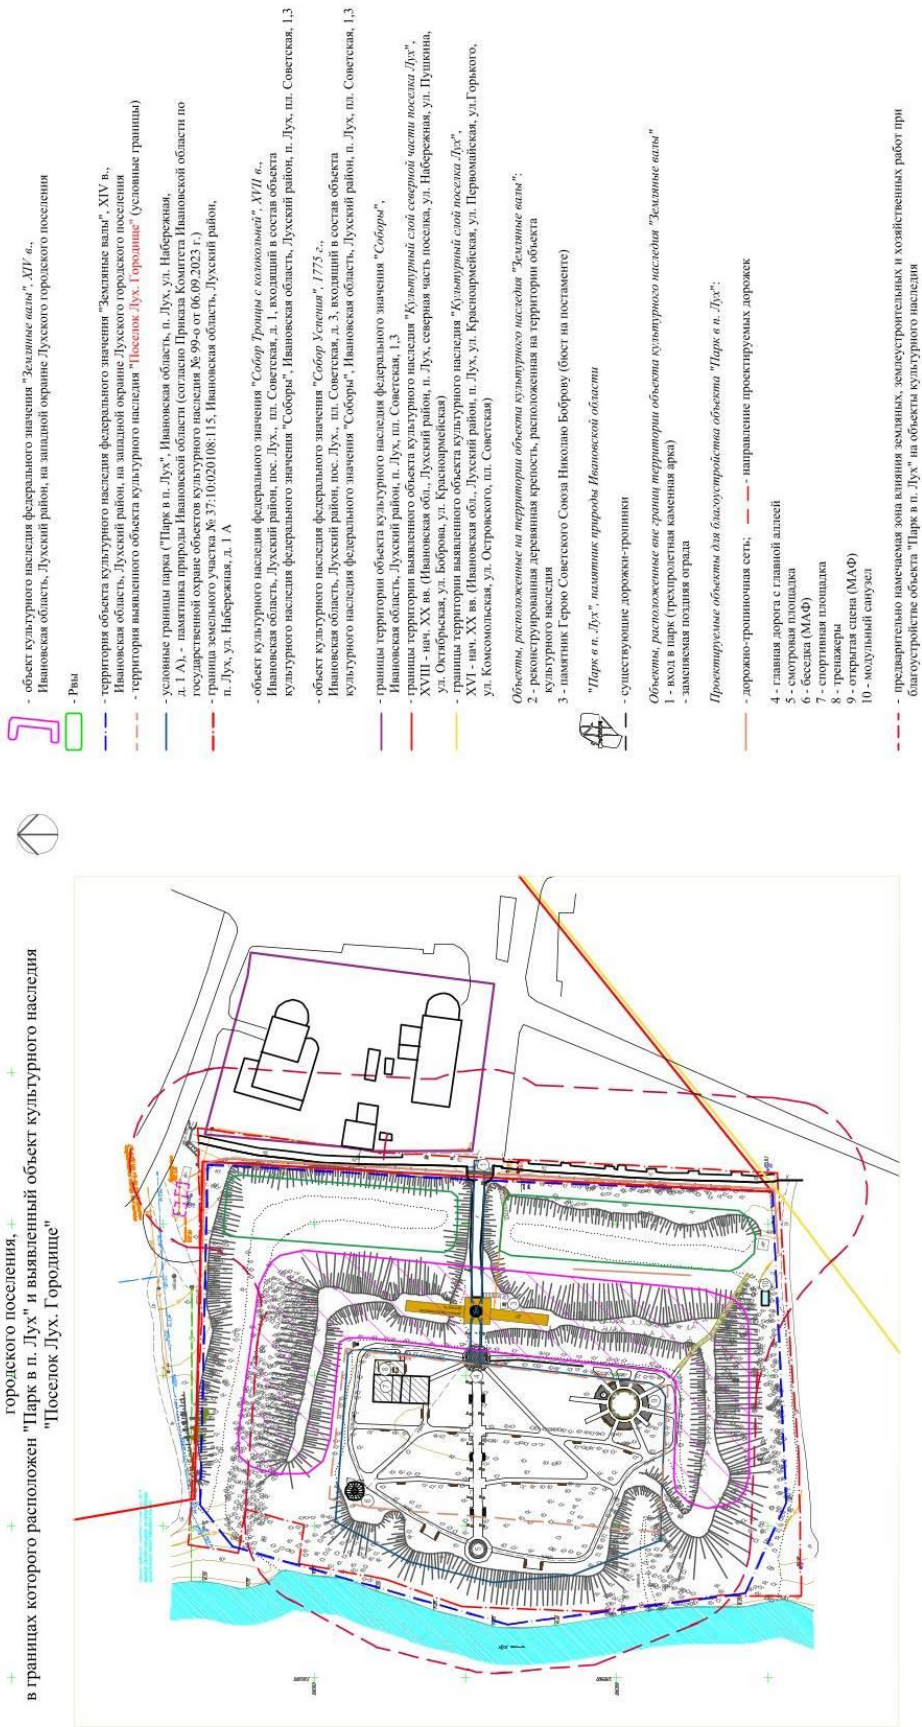 городского поселения,
в границах которого расположен "Парк в п. Лух" и выявленный объект культурного наследия
"Поселок Лух. Городище"
- объект культурного наследия федерального значения "Земляные валы", XIV в.,
Ивановская область, Лухский район, на западной окраине Лухского городского поселения
- Рвы
- территория объекта культурного наследия федерального значения "Земляные валы", XIV в.,
Ивановская область, Лухский район, на западной окраине Лухского городского поселения
- территория выявленного объекта культурного наследия "Поселок Лух. Городище" (условные границы)
- условные границы парка ("Парк в п. Лух", Ивановская область, п. Лух, ул. Набережная,
д. 1 А), - памятника природы Ивановской области (согласно Приказа Комитета Ивановской области по
государственной охране объектов культурного наследия № 99-о от 06.09.2023 г.)
- граница земельного участка № 37:10:020108:115, Ивановская область, Лухский район,
п. Лух, ул. Набережная, д. 1 А
- объект культурного наследия федерального значения "Собор Троицы с колокольней", XVII в.,
Ивановская область, Лухский район, пос. Лух., пл. Советская, д. 1, входящий в состав объекта
культурного наследия федерального значения "Соборы", Ивановская область, Лухский район, п. Лух, пл. Советская, 1,3
- объект культурного наследия федерального значения "Собор Успения", 1775 г.,
Ивановская область, Лухский район, пос. Лух., пл. Советская, д. 3, входящий в состав объекта
культурного наследия федерального значения "Соборы", Ивановская область, Лухский район, п. Лух, пл. Советская, 1,3
- границы территории объекта культурного наследия федерального значения "Соборы",
Ивановская область, Лухский район, п. Лух, пл. Советская, 1,3
- границы территории выявленного объекта культурного наследия "Культурный слой северной части поселка Лух",
XVIII - нач. XX вв. (Ивановская обл., Лухский район, п. Лух, северная часть поселка, ул. Набережная, ул. Пушкина,
ул. Октябрьская, ул. Боброва, ул. Красноармейская)
- границы территории выявленного объекта культурного наследия "Культурный слой поселка Лух",
XVI - нач. XX вв. (Ивановская обл., Лухский район, п. Лух, ул. Красноармейская, ул. Первомайская, ул.Горького,
ул. Комсомольская, ул. Островского, пл. Советская)
Объекты, расположенные на территории объекта культурного наследия "Земляные валы":
2 - реконструированная деревянная крепость, расположенная на территории объекта
культурного наследия
3 - памятник Герою Советского Союза Николаю Боброву (бюст на постаменте)
"Парк в п. Лух", памятник природы Ивановской области
- существующие дорожки-тропинки
Объекты, расположенные вне границ территории объекта культурного наследия "Земляные валы"
1 - вход в парк (трехпролетная каменная арка)
- заменяемая поздняя ограда
Проектируемые объекты для благоустройства объекта "Парк в п. Лух":
- дорожно-тропиночная сеть; - направление проектируемых дорожек
4 - главная дорога с главной аллеей
5 - смотровая площадка
6 - беседка (МАФ)
7 - спортивная площадка
8 - тренажеры
9 - открытая сцена (МАФ)
10 - модульный санузел
- предварительно намечаемая зона влияния земляных, землеустроительных и хозяйственных работ при
благоустройстве объекта "Парк в п. Лух" на объекты культурного наследия